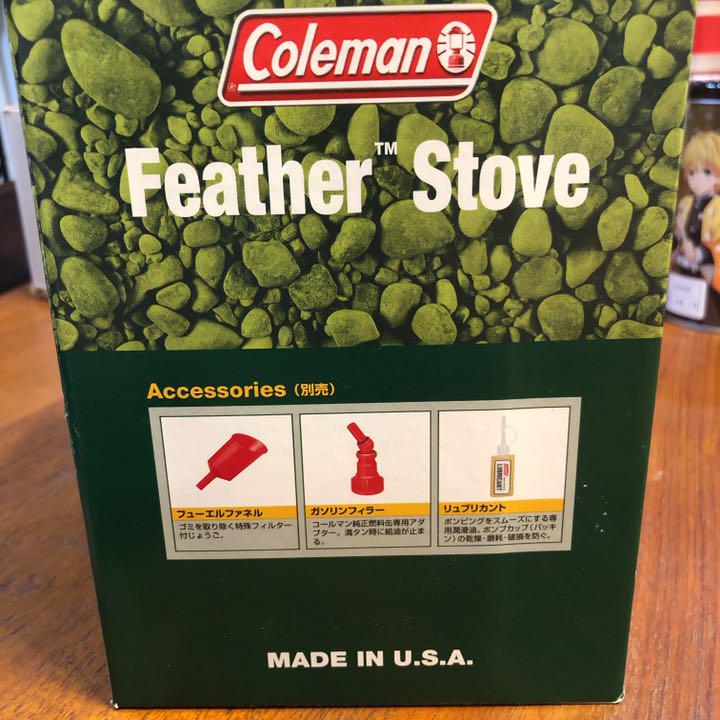 Coleman
Feather™ Stove
Accessories（別売）
フューエルファネル
ゴミを取り除く特殊フィルター
付じょうご。
ガソリンフィラー
コールマン純正燃料缶専用アダ
プター。満タン時に給油が止ま
る。
LUBRICANT
リュブリカント
ポンピングをスムーズにする専
用潤滑油。ポンプカップ（パッキ
ン）の乾燥・磨耗・破損を防ぐ。
MADE IN U.S.A.